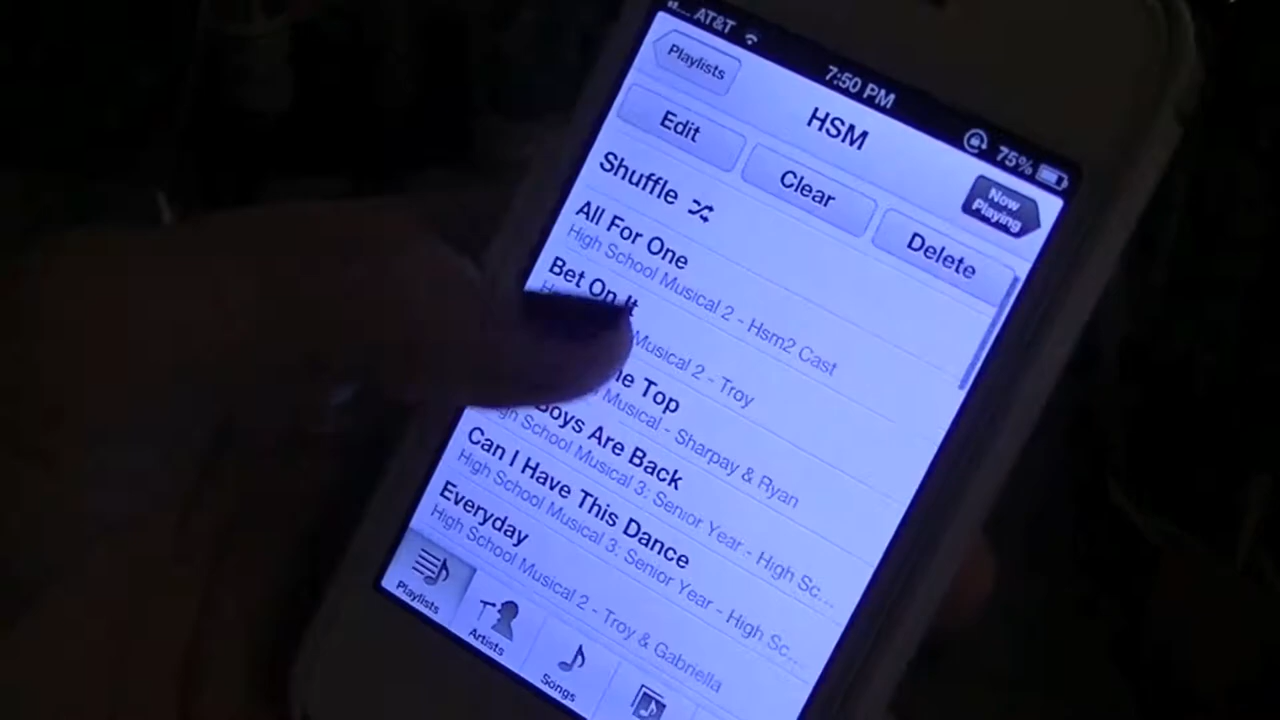 AT&T 7:50 PM 75%
Playlists HSM Now Playing
Edit Clear Delete
Shuffle
All For One
High School Musical 2 - Hsm2 Cast
Bet On It
Musical 2 - Troy
Top
Musical - Sharpay & Ryan
Boys Are Back
High School Musical 3: Senior Year - High Sc...
Can I Have This Dance
High School Musical 3: Senior Year - High Sc...
Everyday
High School Musical 2 - Troy & Gabriella
Playlists
Artists
Songs